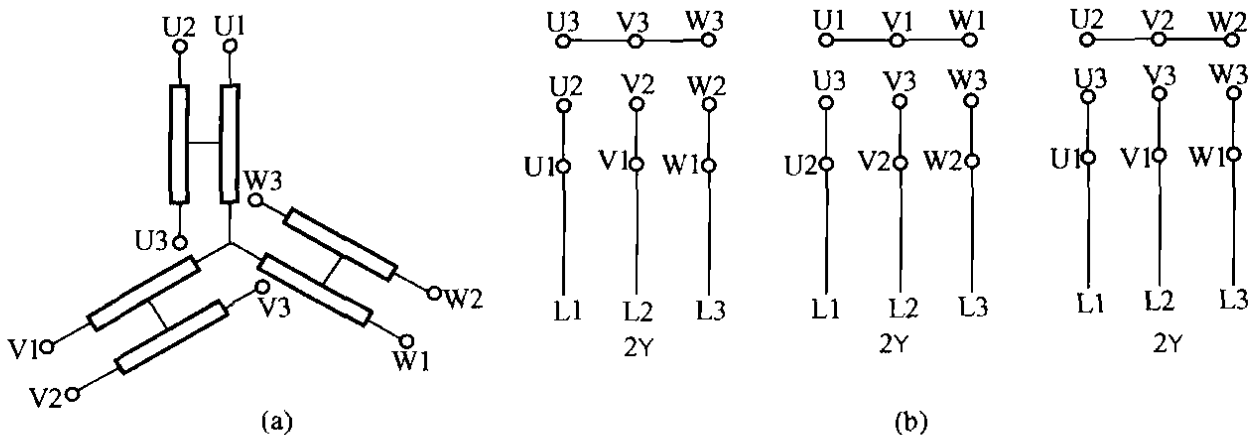 U2 U1
W3
U3
V3
W2
V1
W1
V2
(a)
U3 V3 W3
U2 V2 W2
U1 V1 W1
L1 L2 L3
2Y
U1 V1 W1
U3 V3 W3
U2 V2 W2
L1 L2 L3
2Y
U2 V2 W2
U3 V3 W3
U1 V1 W1
L1 L2 L3
2Y
(b)